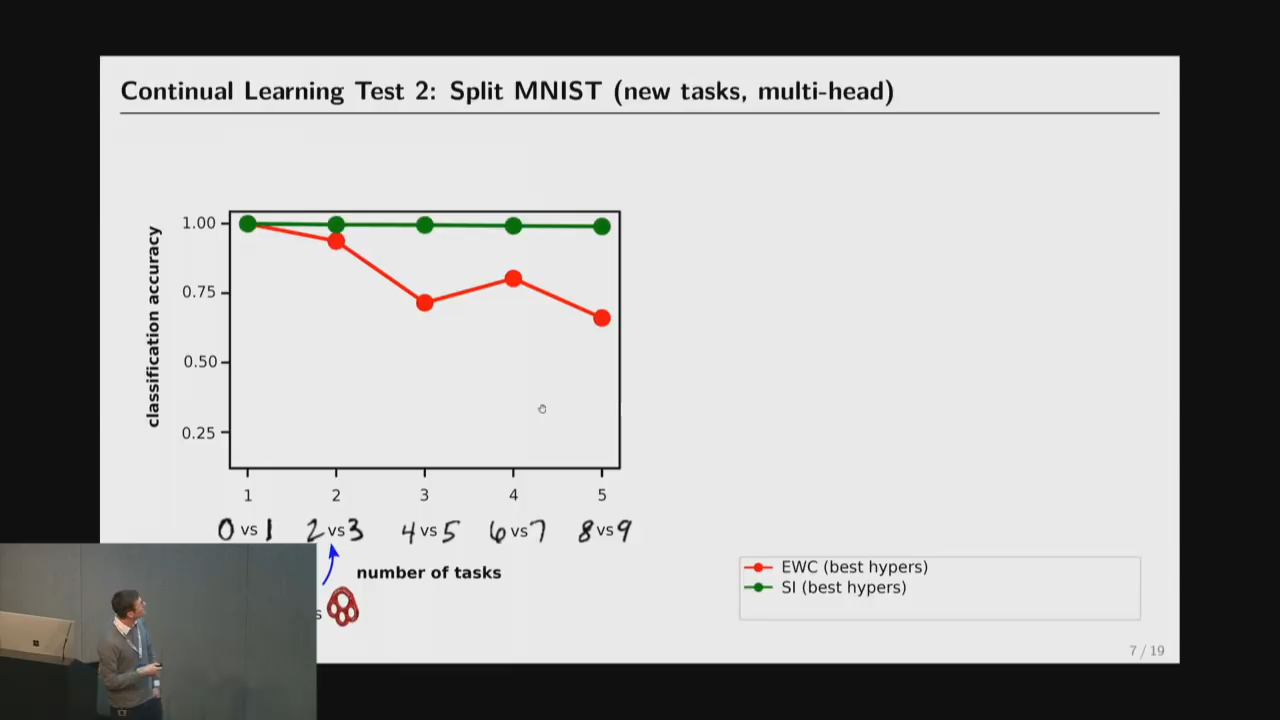 Continual Learning Test 2: Split MNIST (new tasks, multi-head)
classification accuracy
1.00
0.75
0.50
0.25
1 2 3 4 5
0 vs 1 2 vs 3 4 vs 5 6 vs 7 8 vs 9
number of tasks
EWC (best hypers)
SI (best hypers)
7 / 19